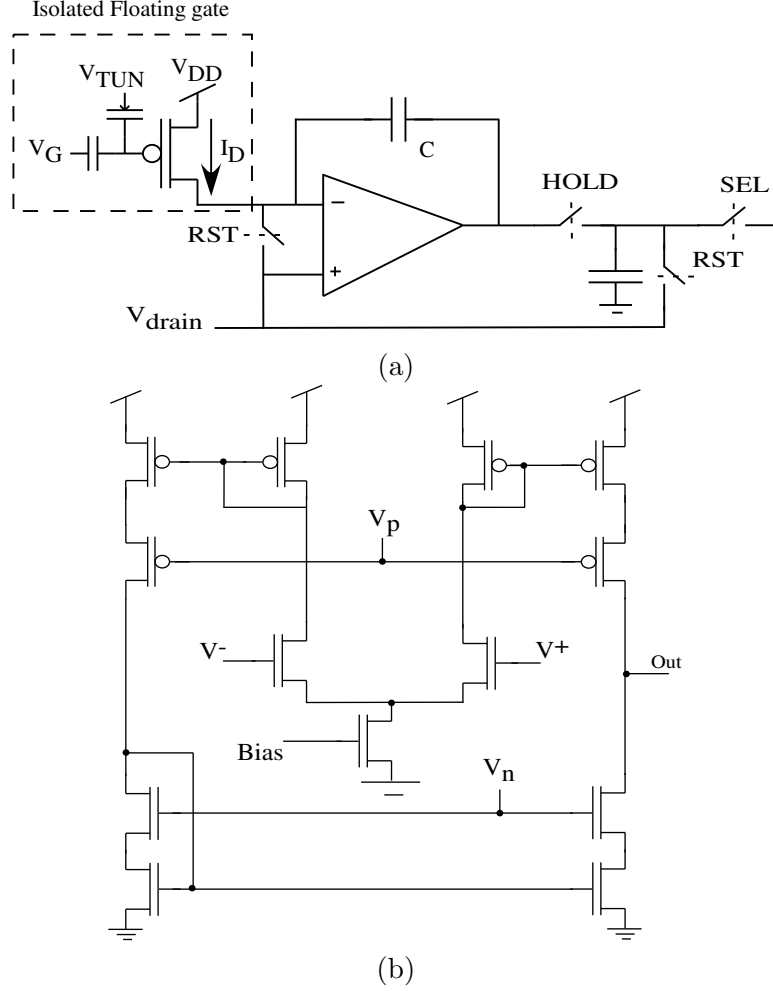 Isolated Floating gate
V_TUN
V_DD
V_G
I_D
C
HOLD
SEL
RST
−
+
RST
V_drain
(a)
V_p
V-
V+
Out
Bias
V_n
(b)